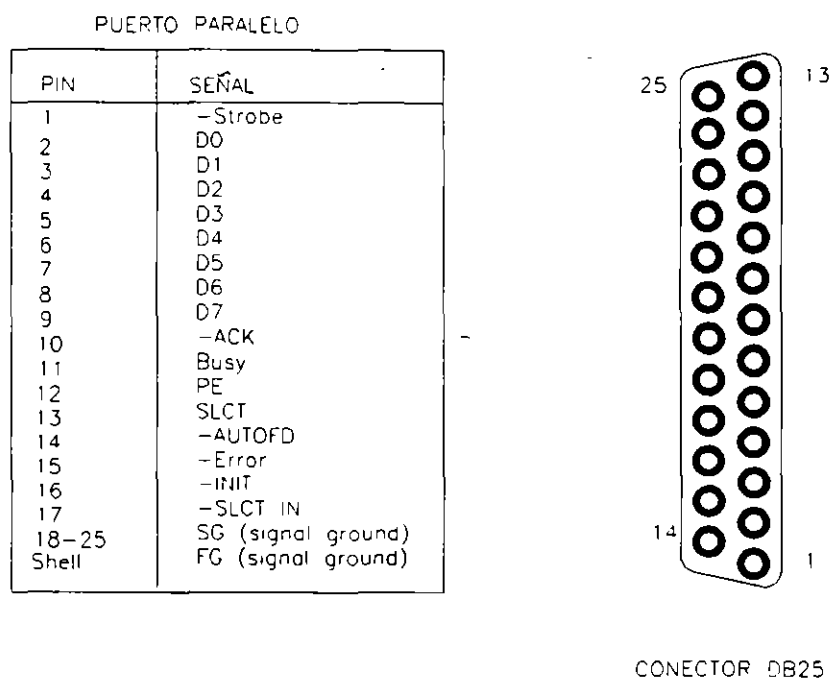 PUERTO PARALELO
PIN SEÑAL
1 -Strobe
2 D0
3 D1
4 D2
5 D3
6 D4
7 D5
8 D6
9 D7
10 -ACK
11 Busy
12 PE
13 SLCT
14 -AUTOFD
15 -Error
16 -INIT
17 -SLCT IN
18-25 SG (signal ground)
Shell FG (signal ground)
25 13
14 1
CONECTOR DB25